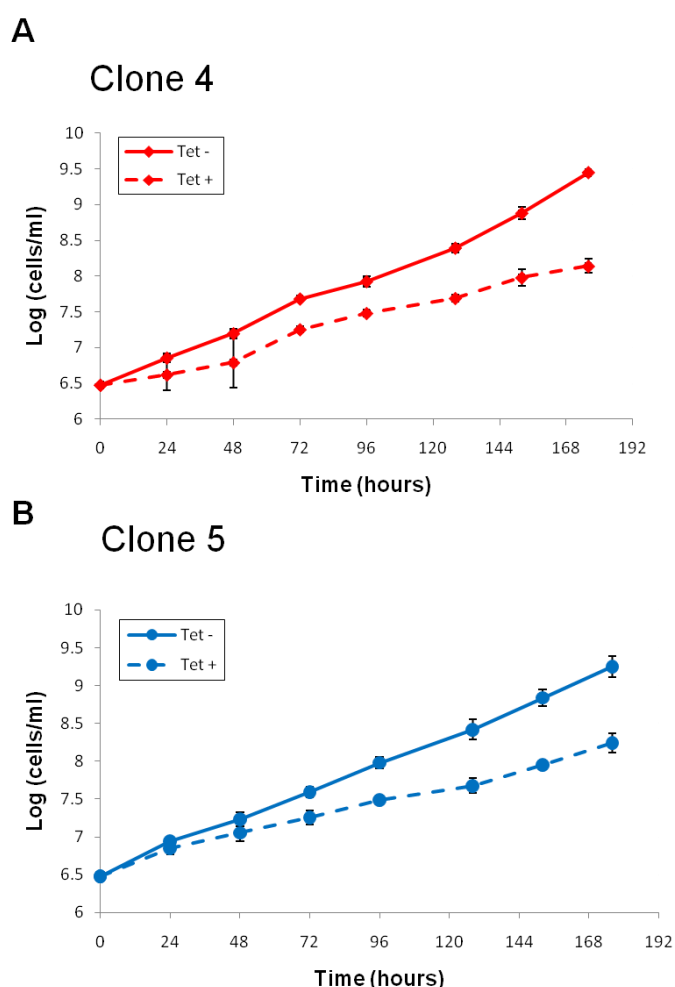 A
Clone 4
10
9.5
9
8.5
8
7.5
7
6.5
6
Log (cells/ml)
Tet -
Tet +
0 24 48 72 96 120 144 168 192
Time (hours)
B
Clone 5
10
9.5
9
8.5
8
7.5
7
6.5
6
Log (cells/ml)
Tet -
Tet +
0 24 48 72 96 120 144 168 192
Time (hours)